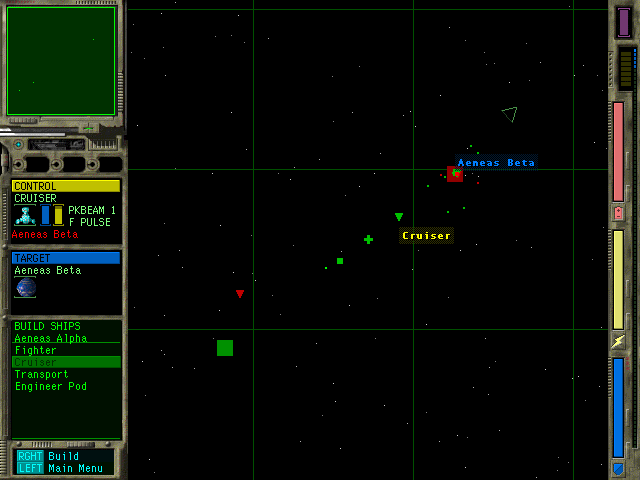 CONTROL
CRUISER
PKBEAM 1
F PULSE
Aeneas Beta
TARGET
Aeneas Beta
BUILD SHIPS
Aeneas Alpha
Fighter
Cruiser
Transport
Engineer Pod
RGHT Build
LEFT Main Menu
Aeneas Beta
Cruiser